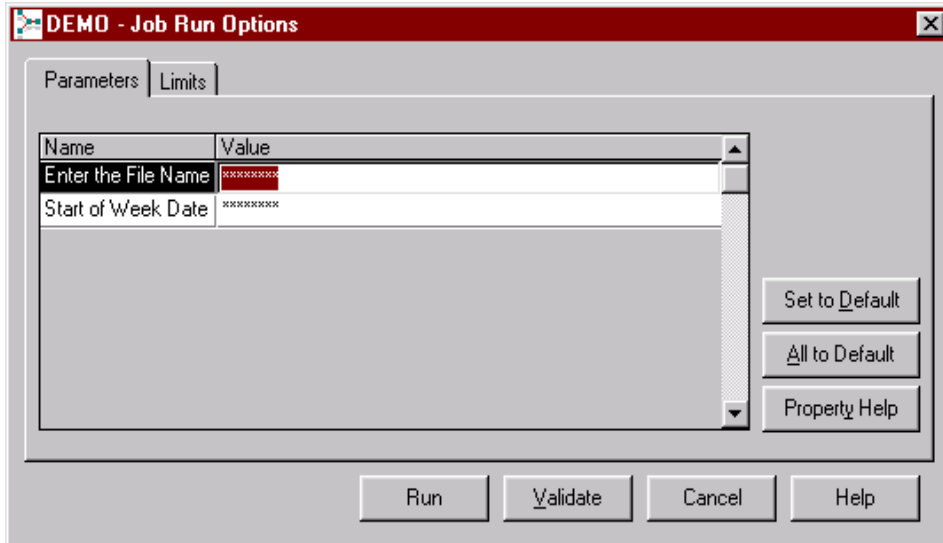 DEMO - Job Run Options
Parameters Limits
Name Value
Enter the File Name ********
Start of Week Date ********
Set to Default
All to Default
Property Help
Run Validate Cancel Help